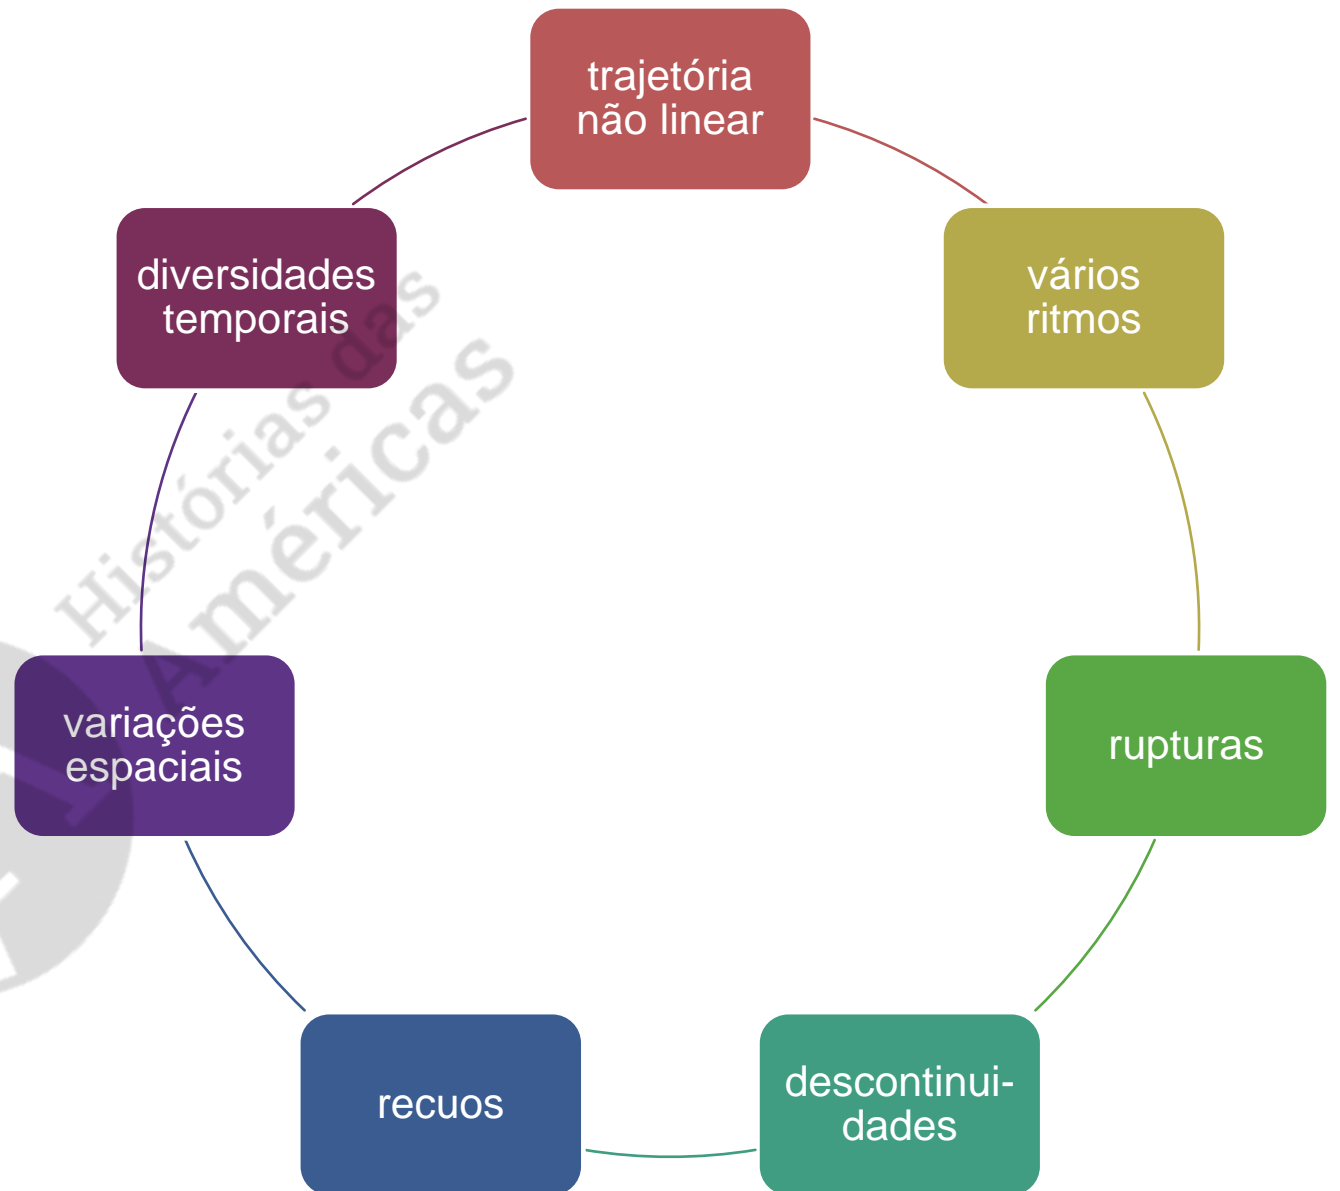 trajetória
não linear
vários
ritmos
rupturas
descontinui-
dades
recuos
variações
espaciais
diversidades
temporais
Histórias das
Américas